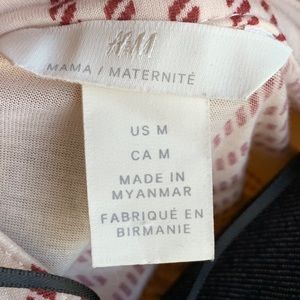 H&M
MAMA / MATERNITÉ
US M
CA M
MADE IN
MYANMAR
FABRIQUÉ EN
BIRMANIE